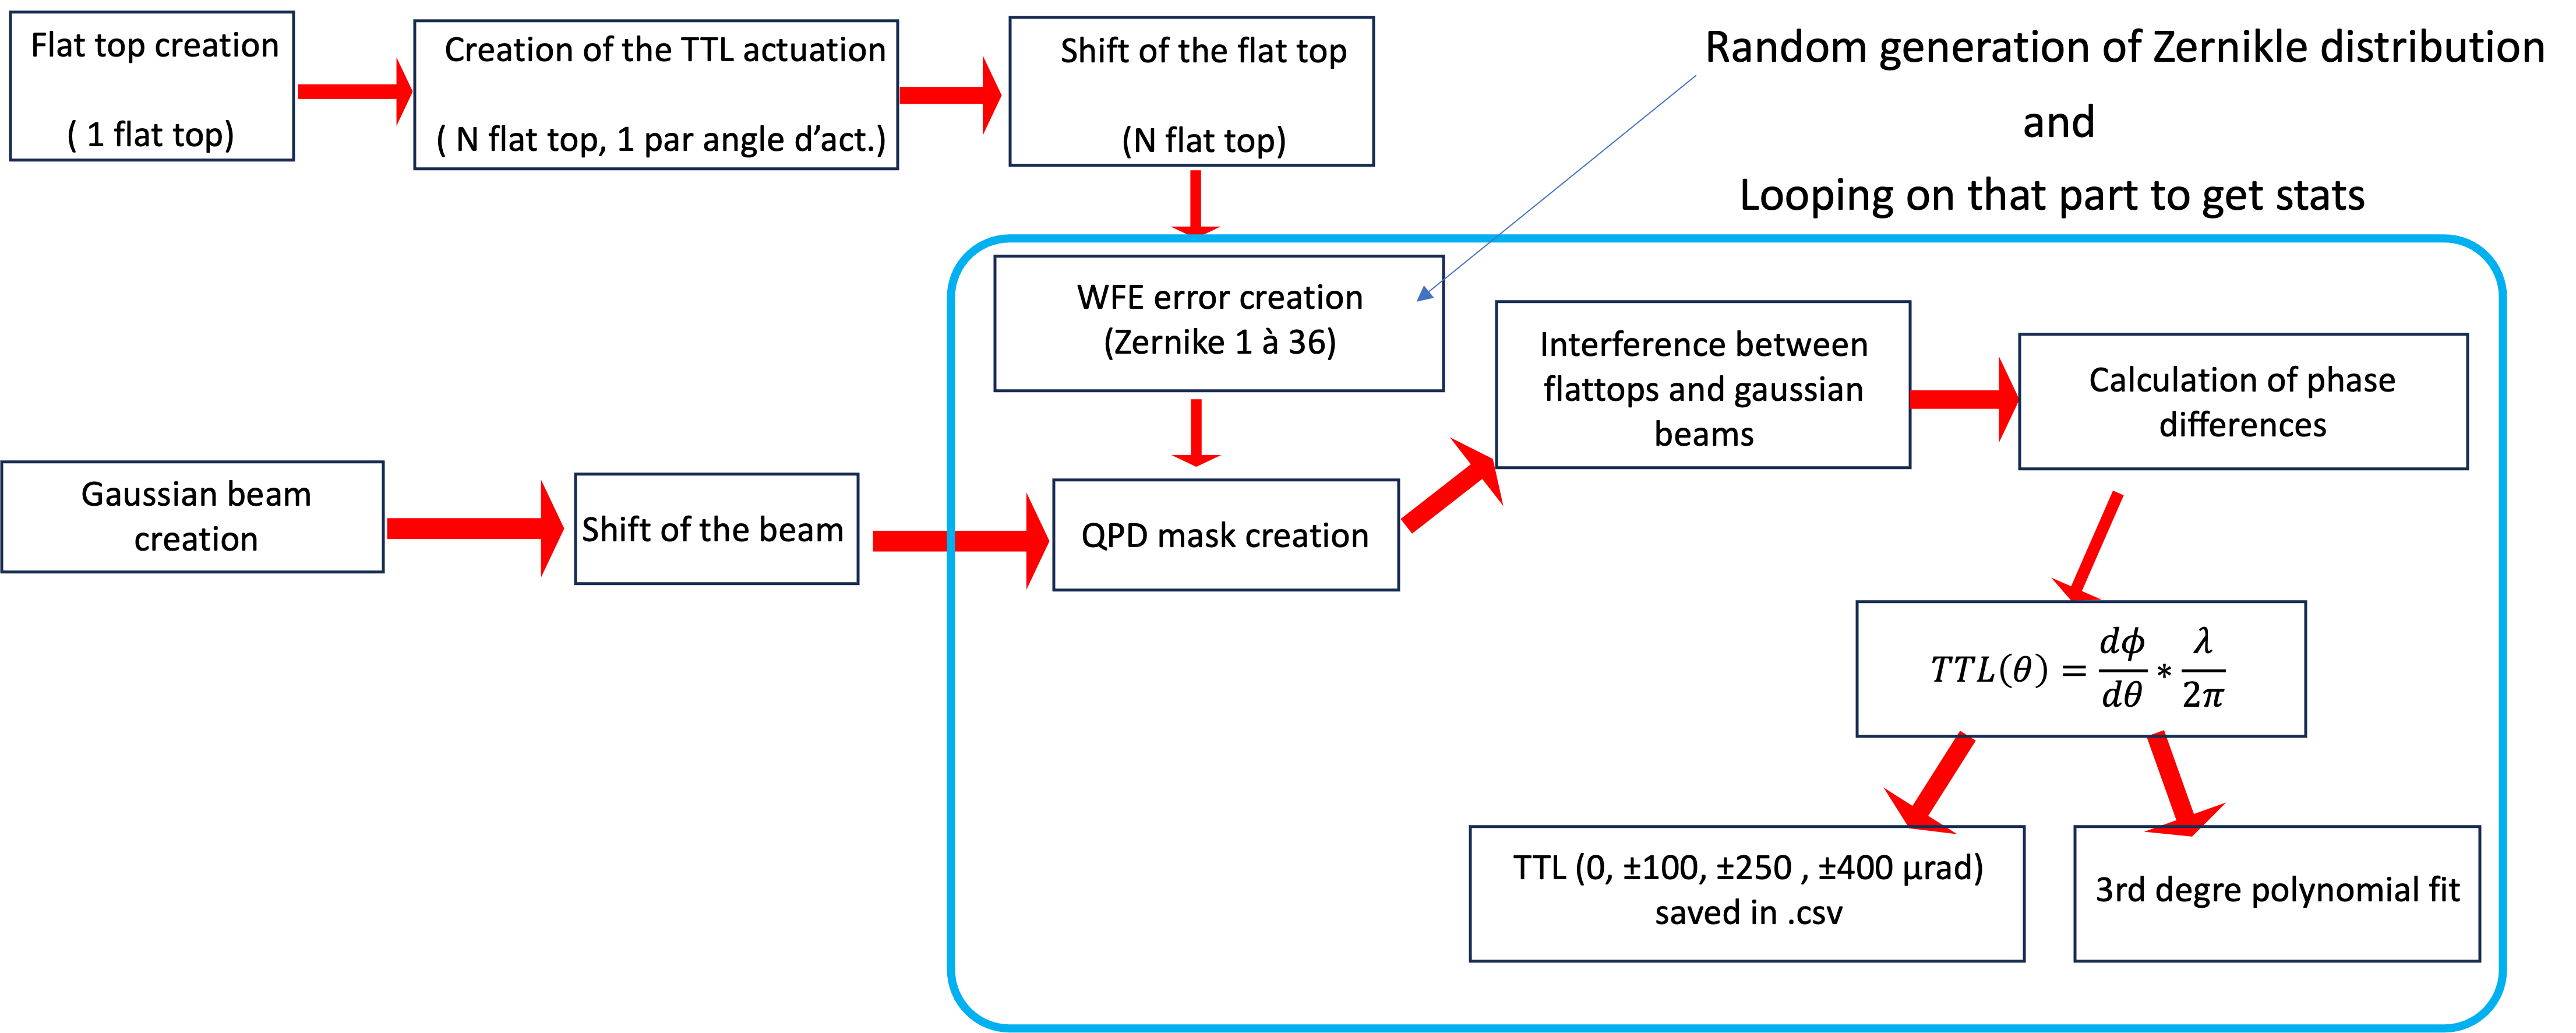 Flat top creation
( 1 flat top)
Creation of the TTL actuation
( N flat top, 1 par angle d’act.)
Shift of the flat top
(N flat top)
Random generation of Zernikle distribution
and
Looping on that part to get stats
WFE error creation
(Zernike 1 à 36)
Interference between
flattops and gaussian
beams
Calculation of phase
differences
Gaussian beam
creation
Shift of the beam
QPD mask creation
TTL(θ) = dϕ/dθ * λ/2π
TTL (0, ±100, ±250 , ±400 μrad)
saved in .csv
3rd degre polynomial fit